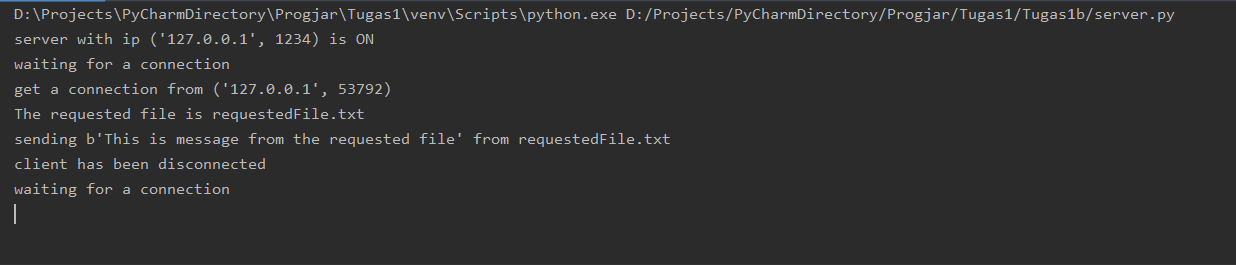 D:\Projects\PyCharmDirectory\Progjar\Tugas1\venv\Scripts\python.exe D:/Projects/PyCharmDirectory/Progjar/Tugas1/Tugas1b/server.py
server with ip ('127.0.0.1', 1234) is ON
waiting for a connection
get a connection from ('127.0.0.1', 53792)
The requested file is requestedFile.txt
sending b'This is message from the requested file' from requestedFile.txt
client has been disconnected
waiting for a connection